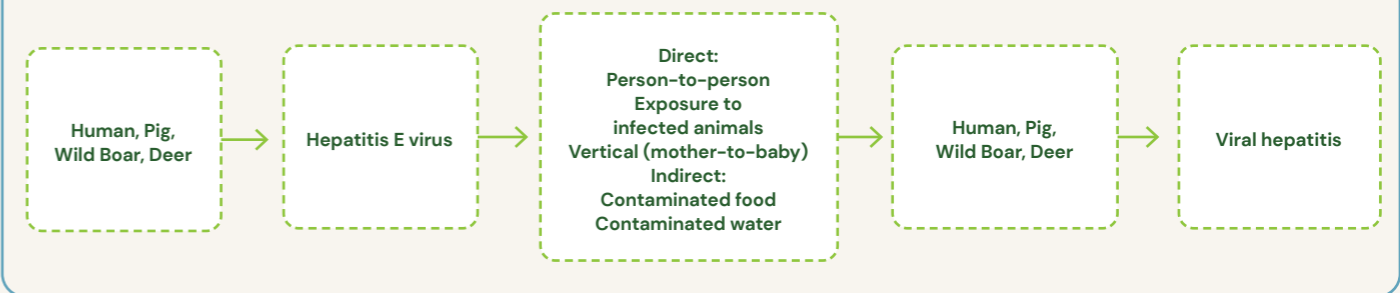 Human, Pig,
Wild Boar, Deer
Hepatitis E virus
Direct:
Person-to-person
Exposure to
infected animals
Vertical (mother-to-baby)
Indirect:
Contaminated food
Contaminated water
Human, Pig,
Wild Boar, Deer
Viral hepatitis